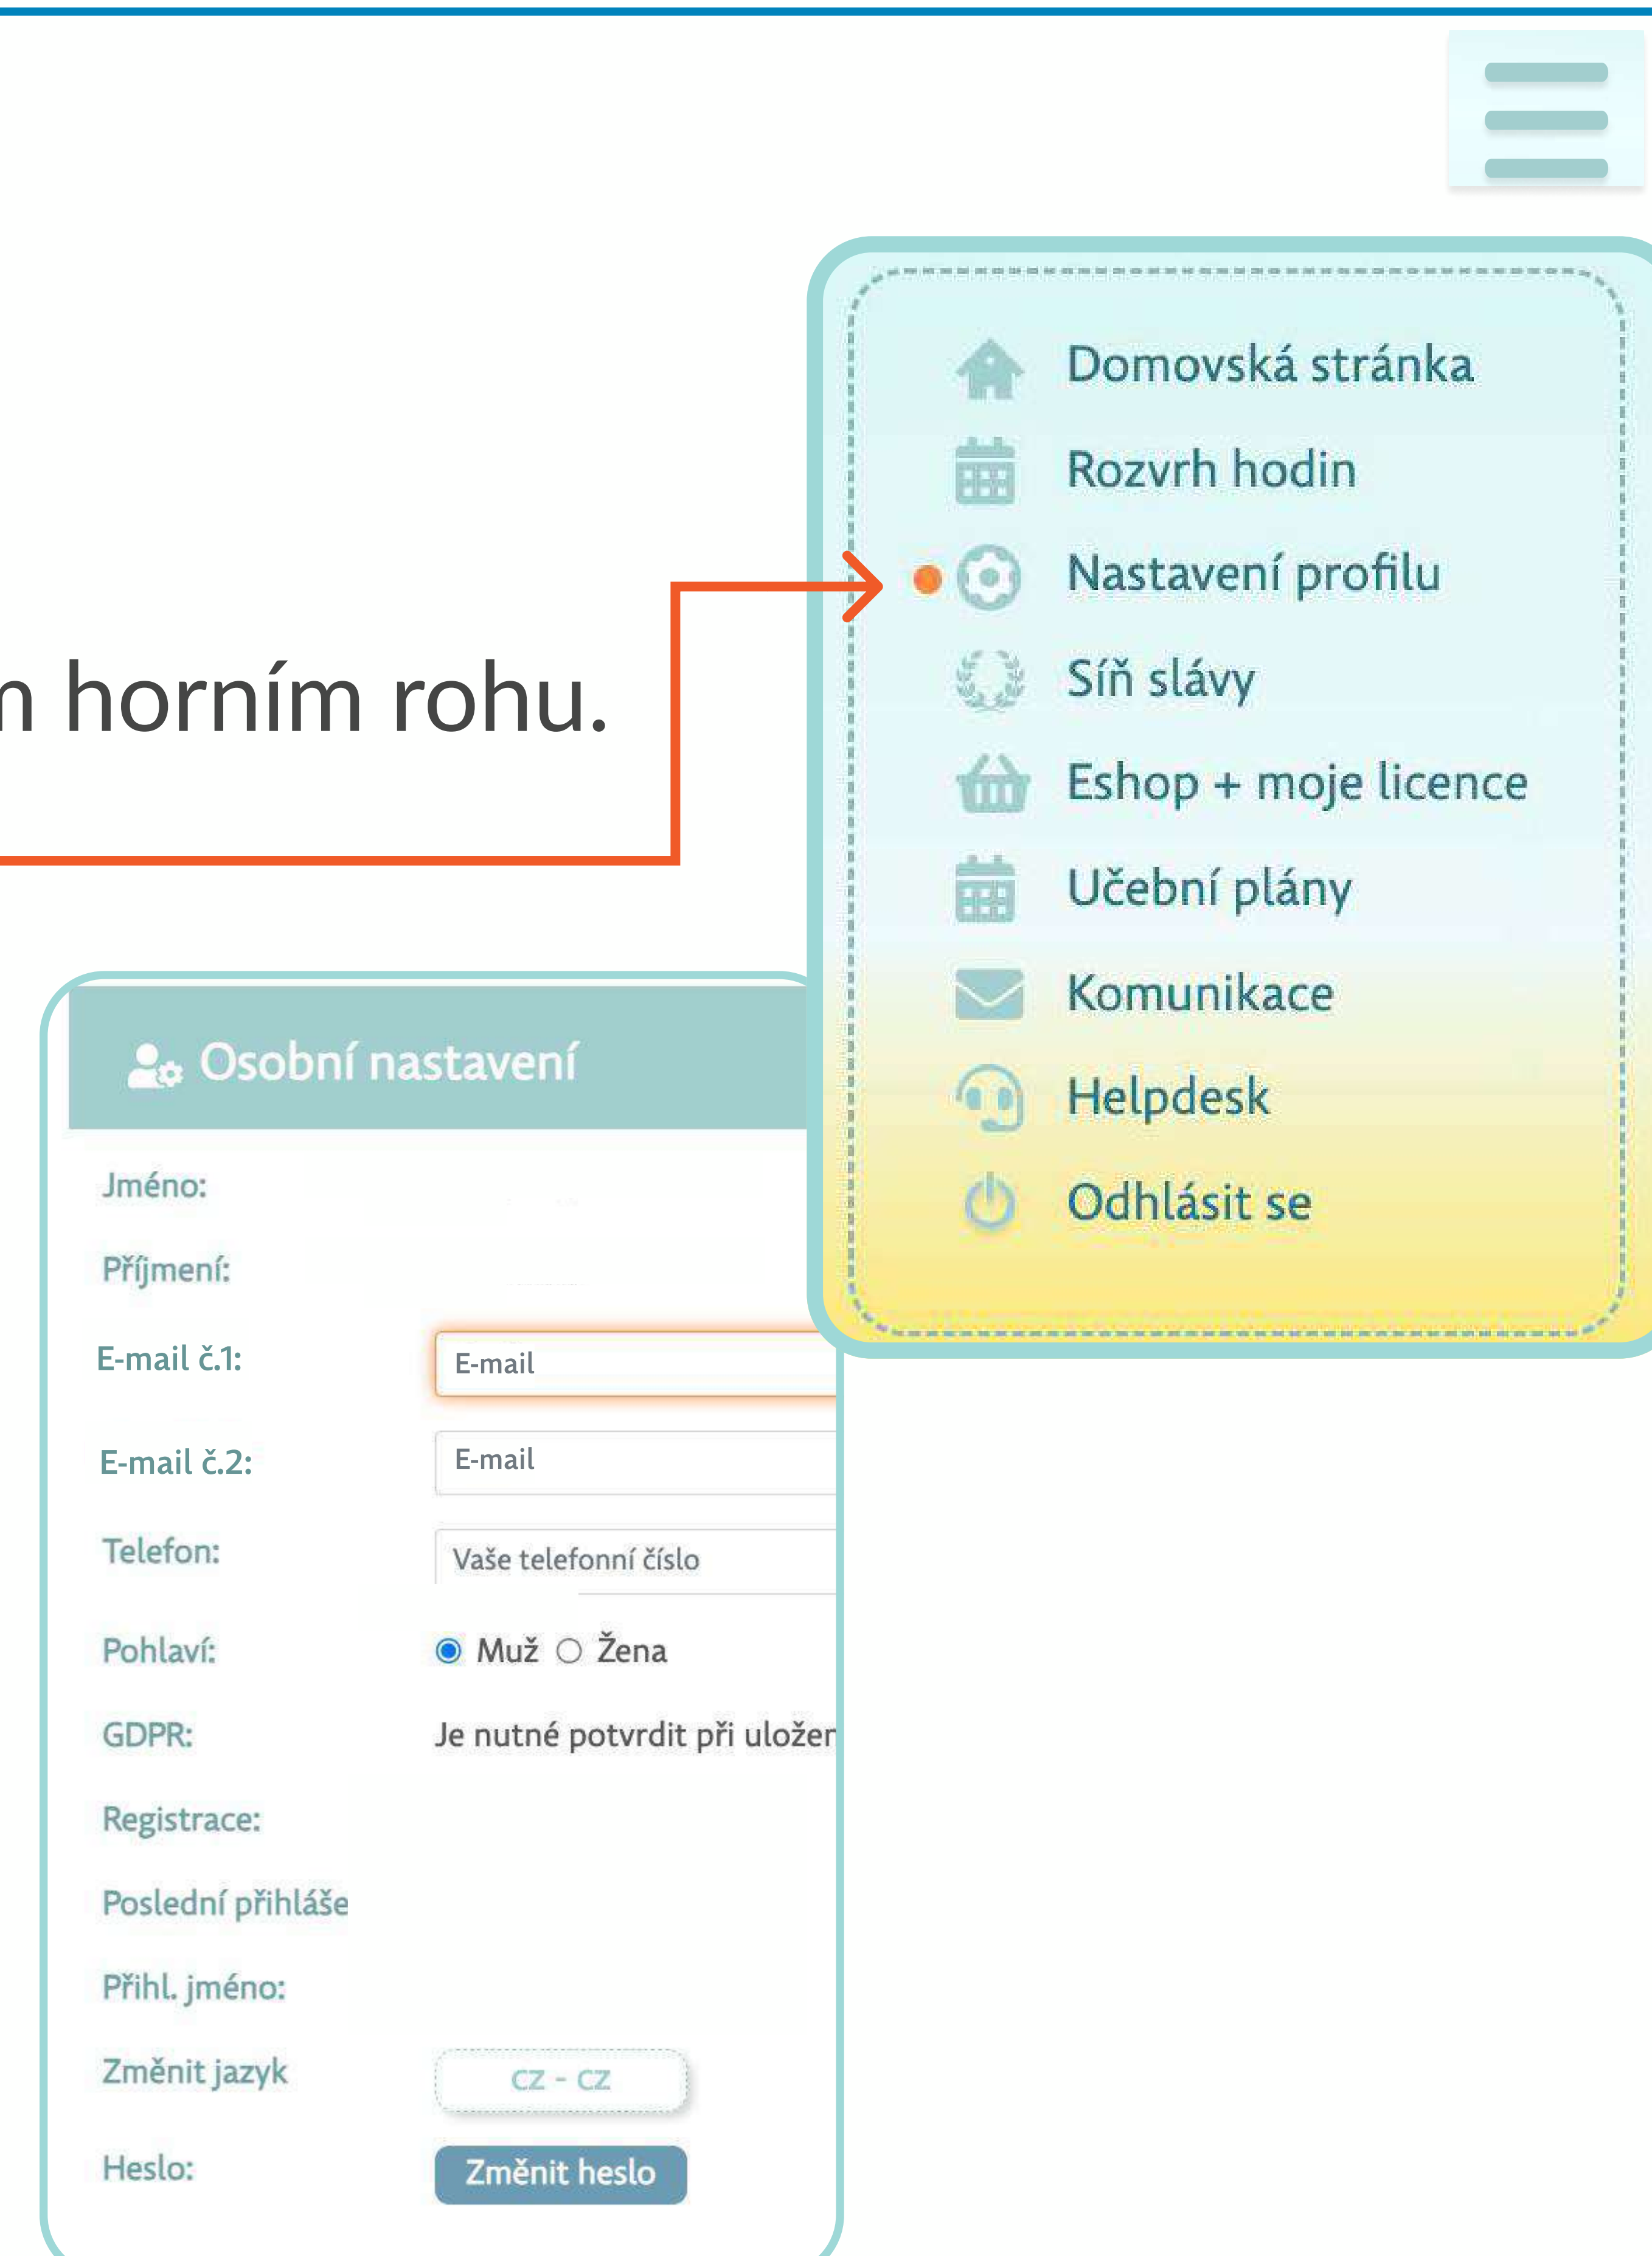 Domovská stránka
Rozvrh hodin
Nastavení profilu
Síň slávy
Eshop + moje licence
Učební plány
Komunikace
Helpdesk
Odhlásit se
horním rohu.
Osobní nastavení
Jméno:
Příjmení:
E-mail č.1: E-mail
E-mail č.2: E-mail
Telefon: Vaše telefonní číslo
Pohlaví: Muž Žena
GDPR: Je nutné potvrdit při uložen
Registrace:
Poslední přihláše
Přihl. jméno:
Změnit jazyk CZ - CZ
Heslo: Změnit heslo